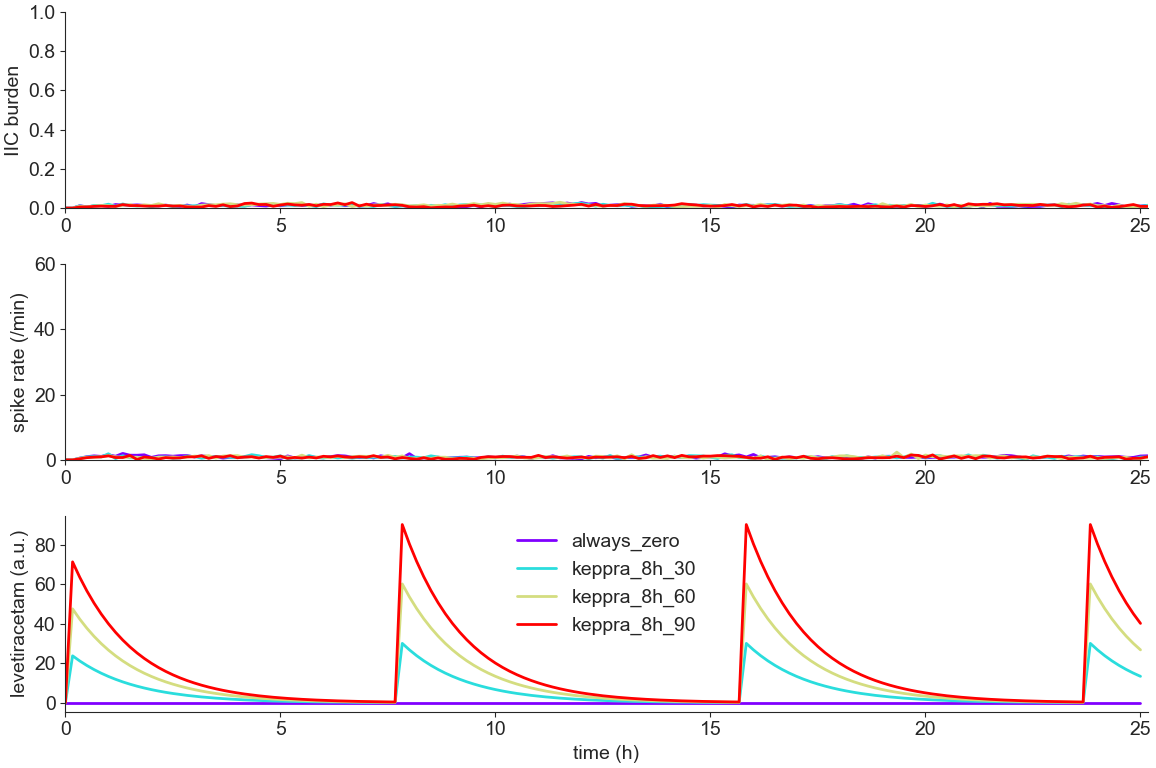 IIC burden
1.0
0.8
0.6
0.4
0.2
0.0
0 5 10 15 20 25
spike rate (/min)
60
40
20
0
0 5 10 15 20 25
levetiracetam (a.u.)
80
60
40
20
0
always_zero
keppra_8h_30
keppra_8h_60
keppra_8h_90
0 5 10 15 20 25
time (h)